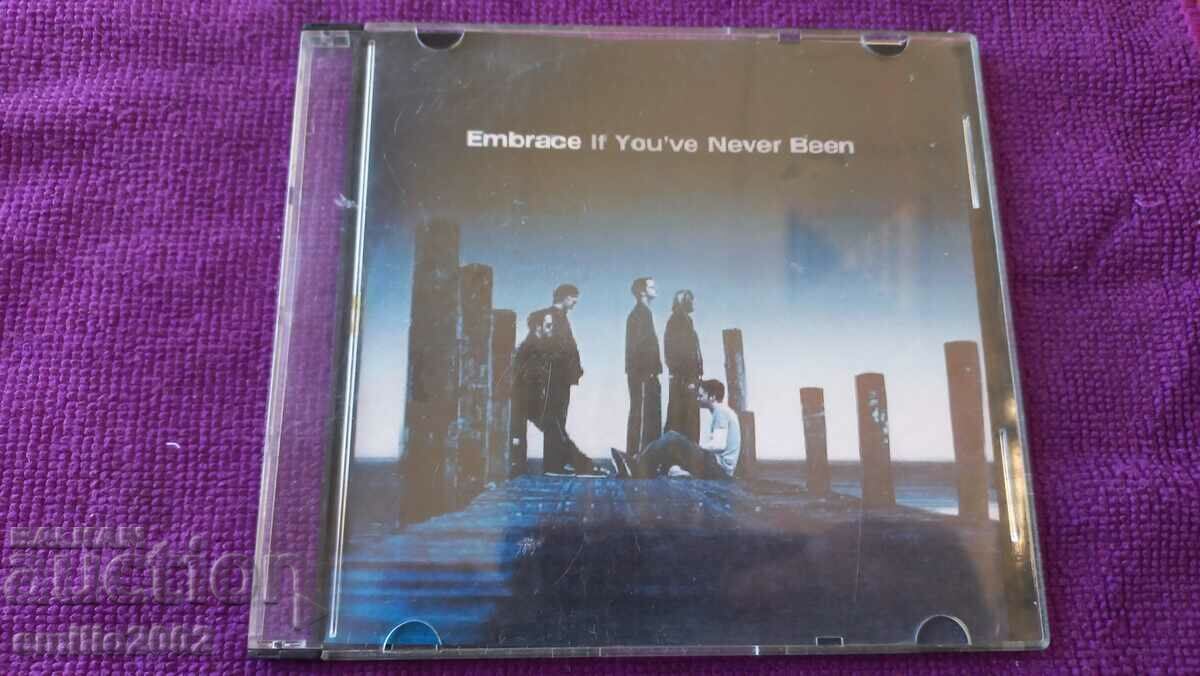 Embrace If You've Never Been
BALKAN
auction
emilio2002